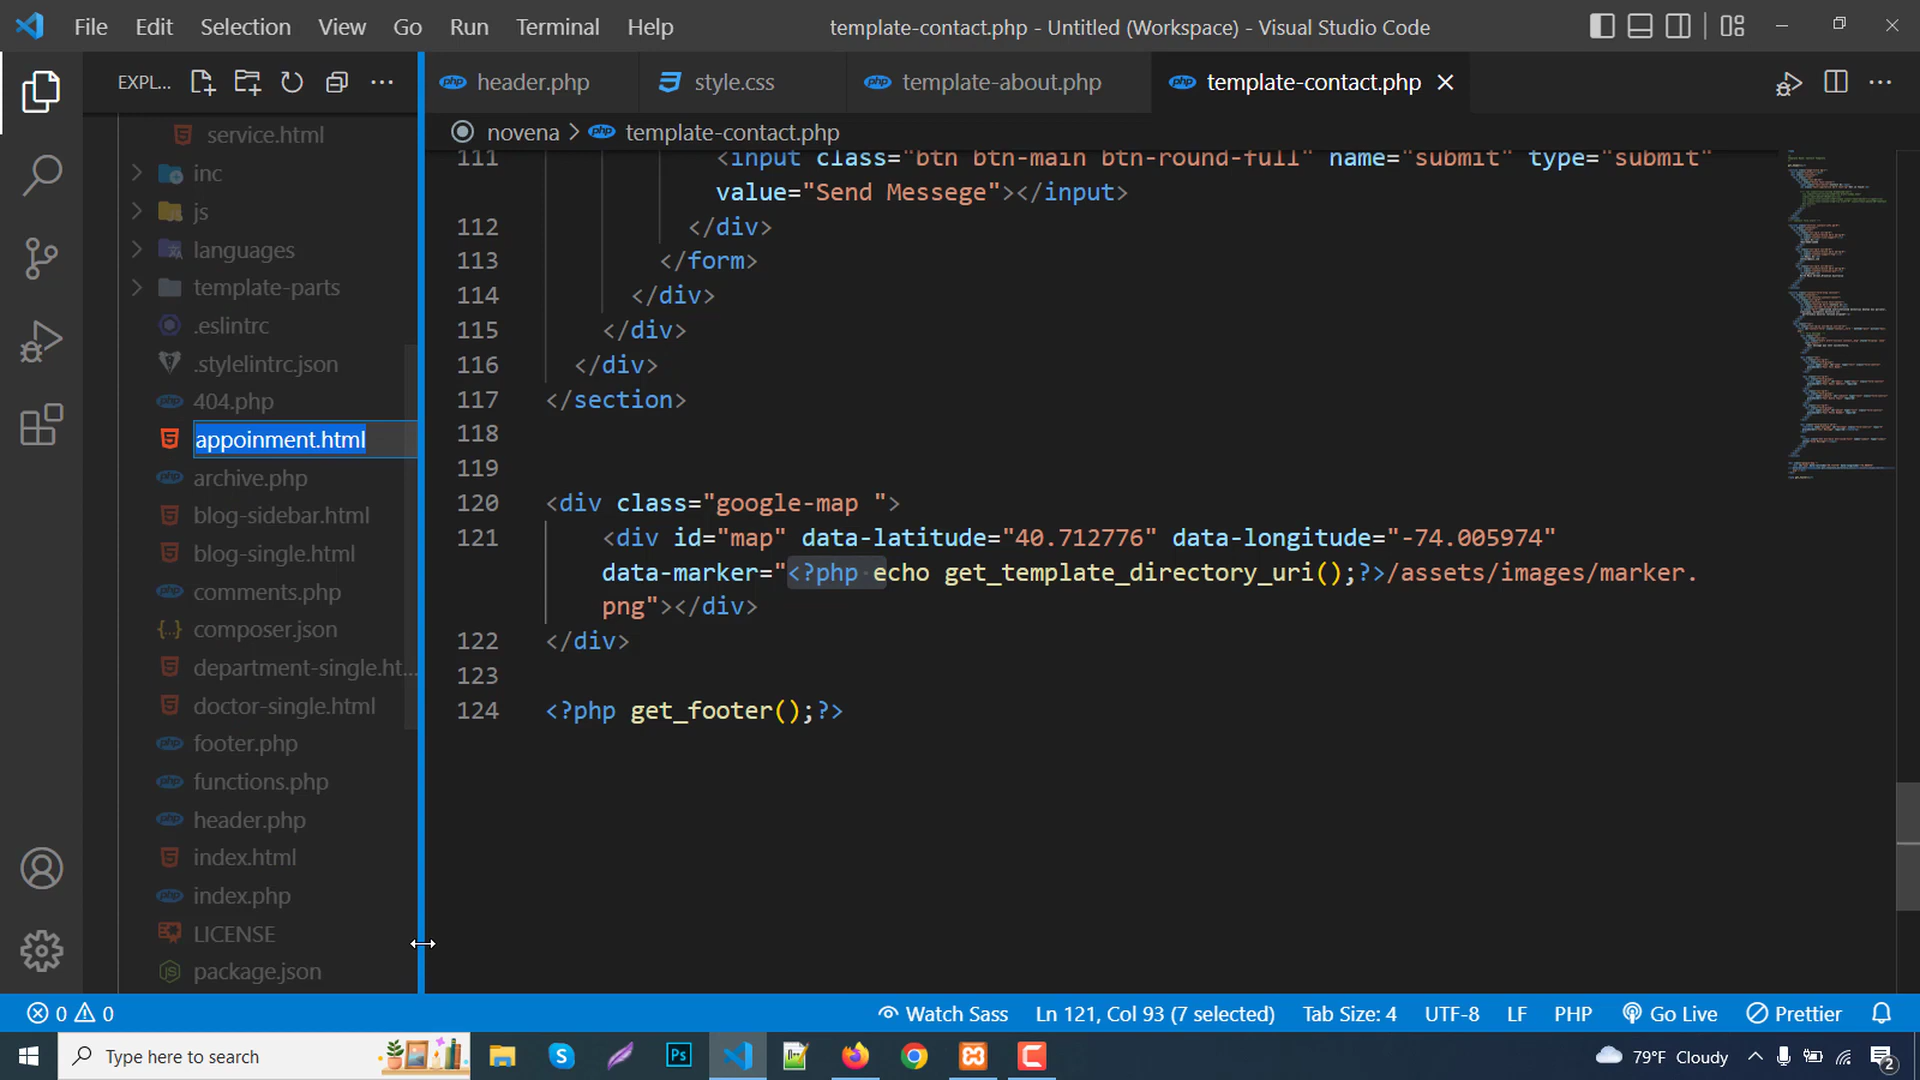 File Edit Selection View Go Run Terminal Help template-contact.php - Untitled (Workspace) - Visual Studio Code
EXPL...
header.php style.css template-about.php template-contact.php
novena > template-contact.php
service.html
inc
js
languages
template-parts
.eslintrc
.stylelintrc.json
404.php
appoinment.html
archive.php
blog-sidebar.html
blog-single.html
comments.php
composer.json
department-single.ht...
doctor-single.html
footer.php
functions.php
header.php
index.html
index.php
LICENSE
package.json
111 <input class="btn btn-main btn-round-full" name="submit" type="submit"
value="Send Messege"></input>
112 </div>
113 </form>
114 </div>
115 </div>
116 </div>
117 </section>
118
119
120 <div class="google-map ">
121 <div id="map" data-latitude="40.712776" data-longitude="-74.005974"
data-marker="<?php echo get_template_directory_uri();?>/assets/images/marker.
png"></div>
122 </div>
123
124 <?php get_footer();?>
0 0 Watch Sass Ln 121, Col 93 (7 selected) Tab Size: 4 UTF-8 LF PHP Go Live Prettier
Type here to search Ps 79°F Cloudy 2